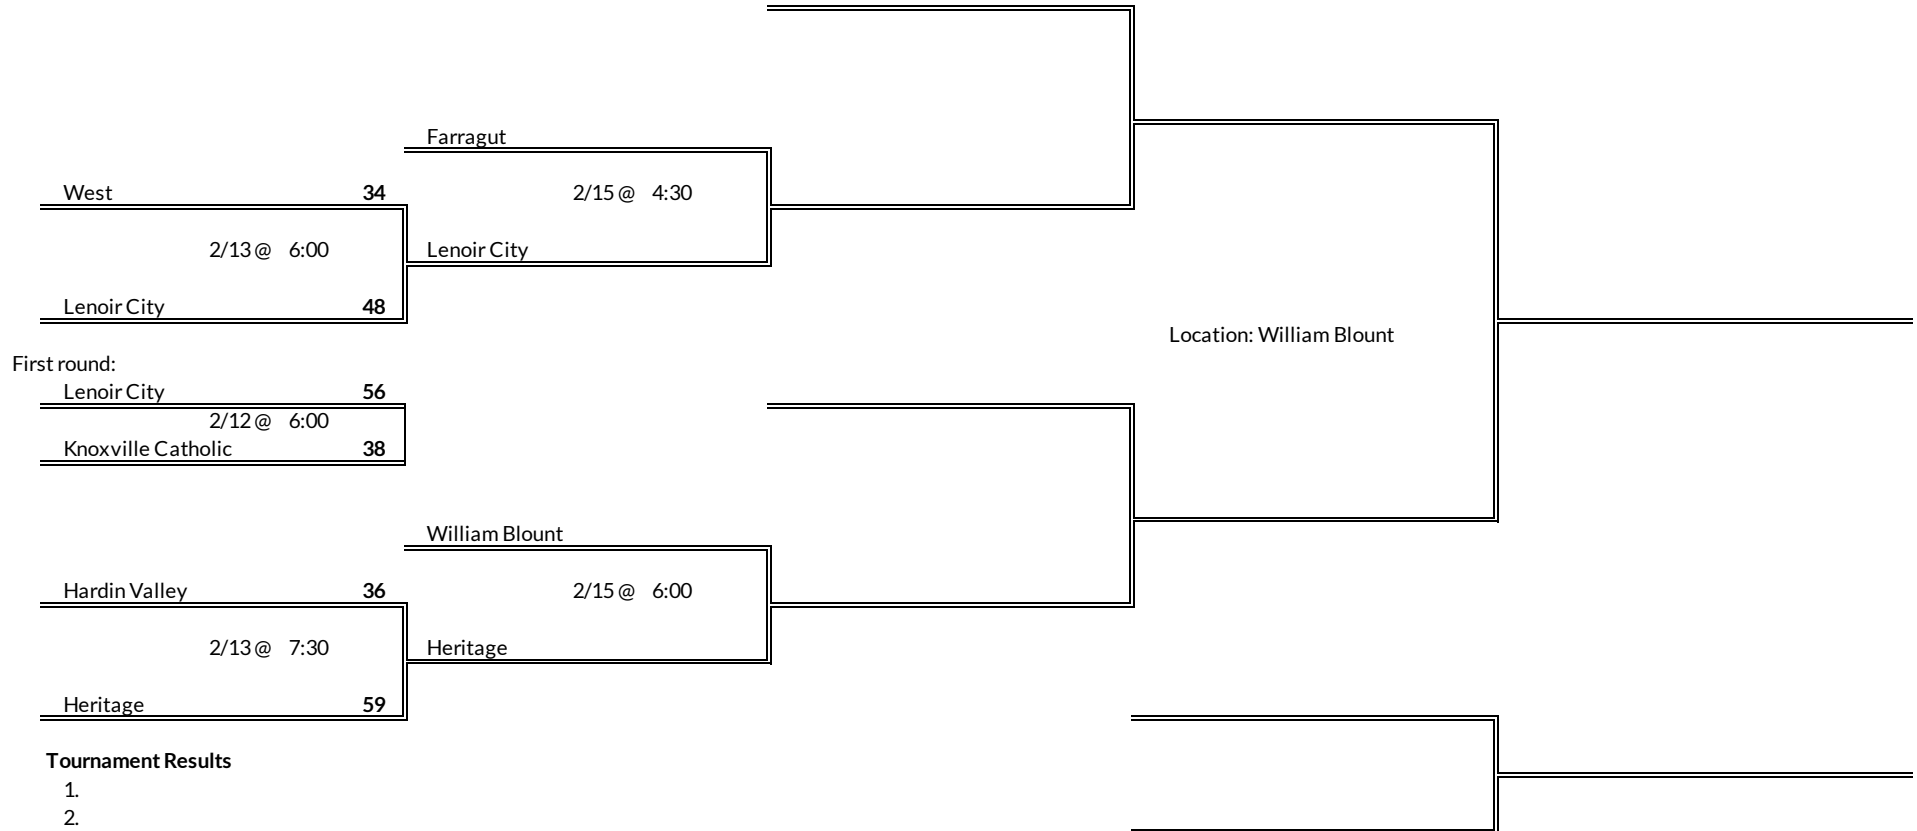 Farragut
West 34 2/15 @ 4:30
2/13 @ 6:00 Lenoir City
Lenoir City 48
Location: William Blount
First round:
Lenoir City 56
2/12 @ 6:00
Knoxville Catholic 38
William Blount
Hardin Valley 36 2/15 @ 6:00
2/13 @ 7:30 Heritage
Heritage 59
Tournament Results
1.
2.